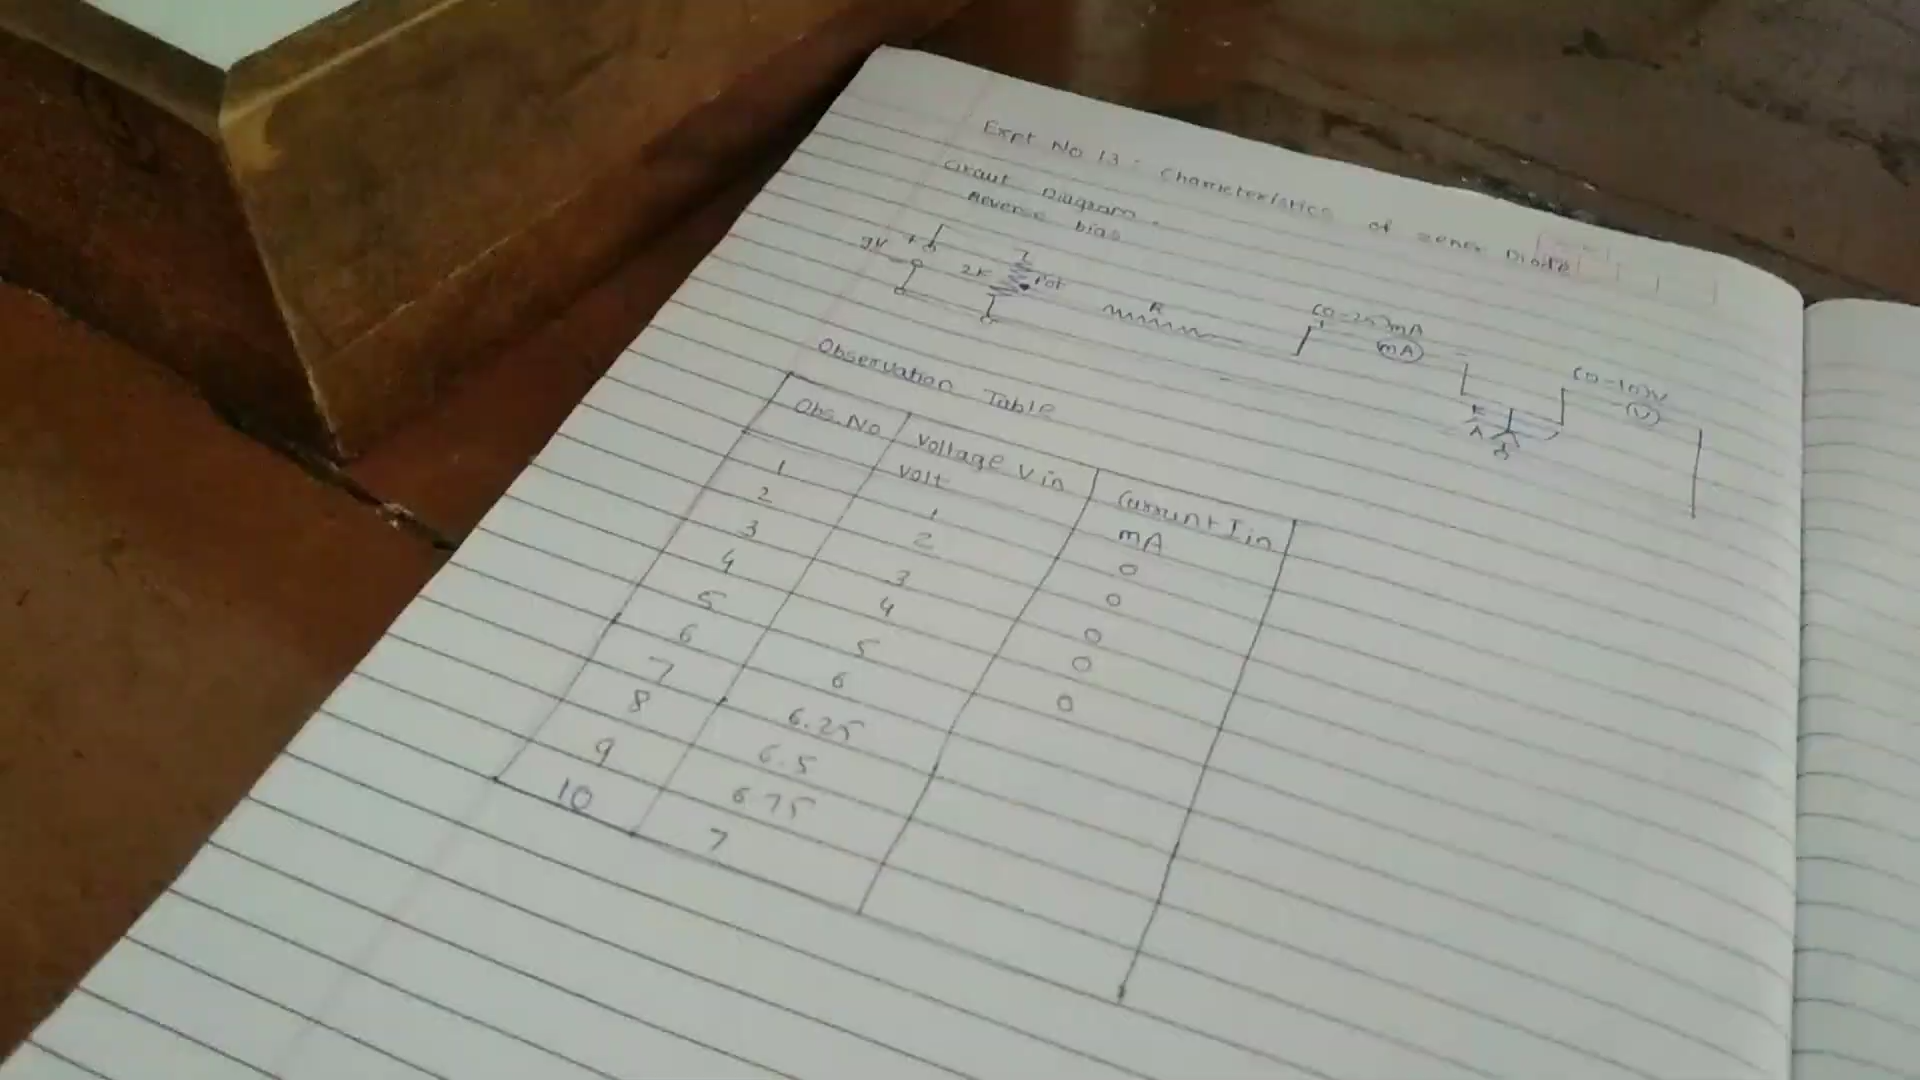 Expt No 13 : Characteristics of zener Diode
Circuit Diagram -
Reverse bias
9V + 2K Pot R (0-25)mA mA (0-10)V V
K
A
Observation Table
Obs.No Voltage V in volt Current I in mA
1 1 0
2 2 0
3 3 0
4 4 0
5 5 0
6 6
7 6.25
8 6.5
9 6.75
10 7